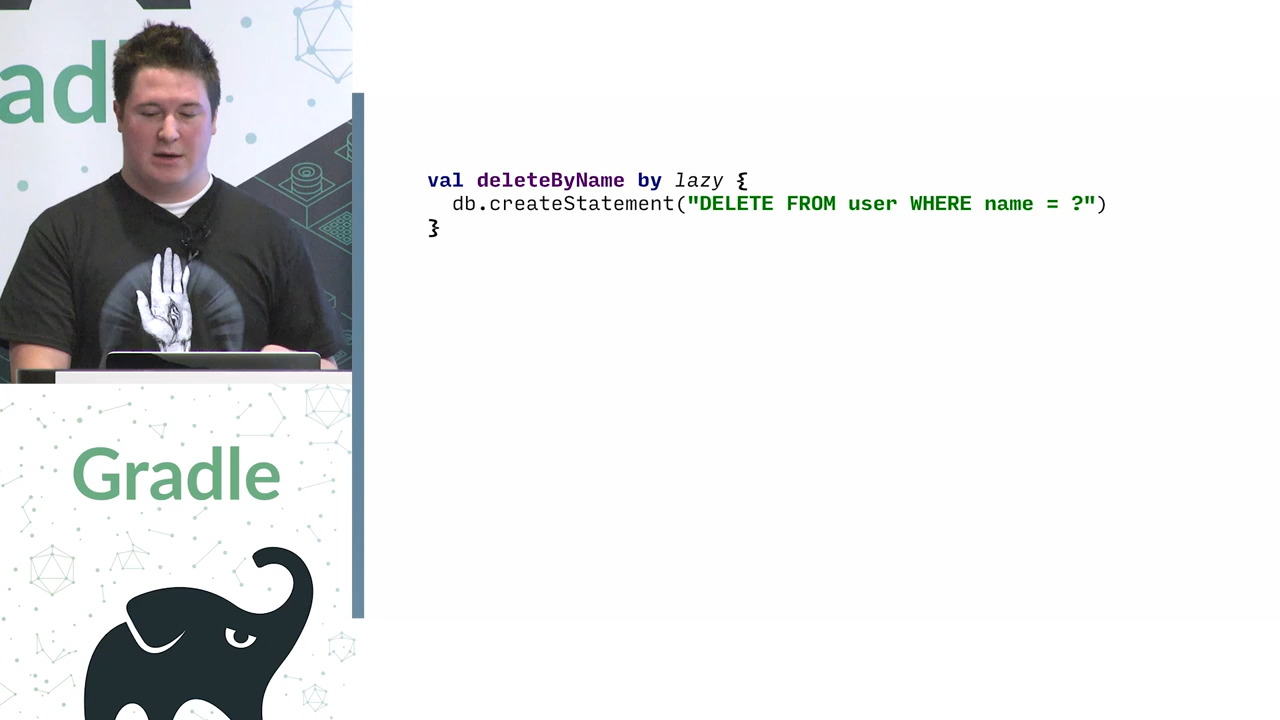 ad
val deleteByName by lazy {
  db.createStatement("DELETE FROM user WHERE name = ?")
}
Gradle